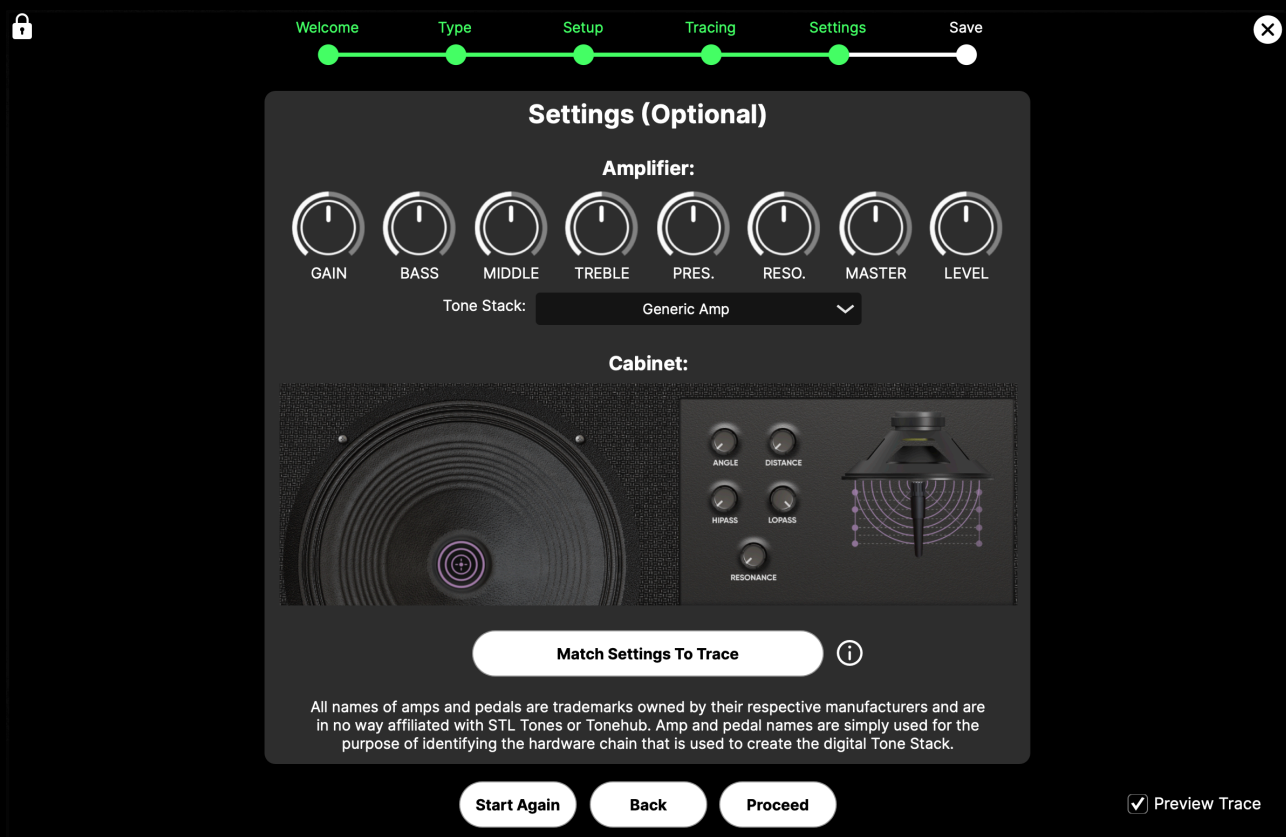 Welcome
Type
Setup
Tracing
Settings
Save
Settings (Optional)
Amplifier:
GAIN
BASS
MIDDLE
TREBLE
PRES.
RESO.
MASTER
LEVEL
Tone Stack:
Generic Amp
Cabinet:
ANGLE
DISTANCE
HIPASS
LOPASS
RESONANCE
Match Settings To Trace
All names of amps and pedals are trademarks owned by their respective manufacturers and are
in no way affiliated with STL Tones or Tonehub. Amp and pedal names are simply used for the
purpose of identifying the hardware chain that is used to create the digital Tone Stack.
Start Again
Back
Proceed
Preview Trace